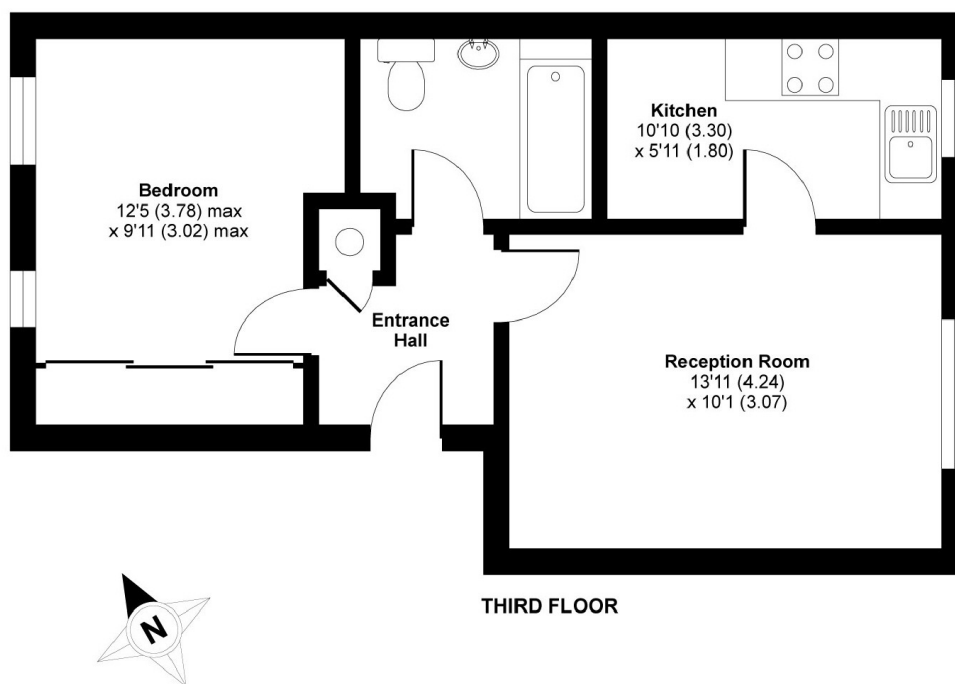 Kitchen
10'10 (3.30)
x 5'11 (1.80)
Bedroom
12'5 (3.78) max
x 9'11 (3.02) max
Entrance
Hall
Reception Room
13'11 (4.24)
x 10'1 (3.07)
THIRD FLOOR
N